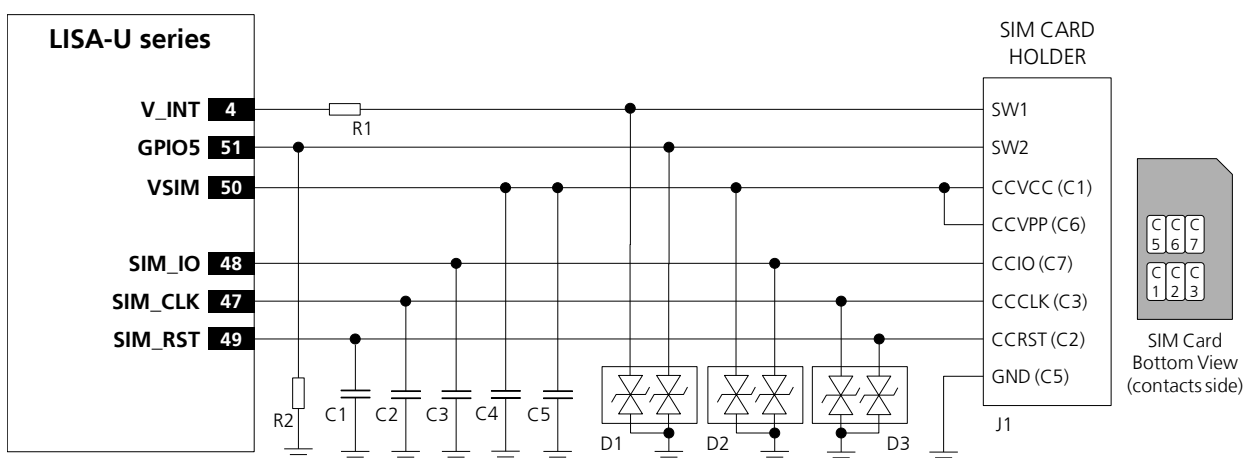 LISA-U series
V_INT 4
GPIO5 51
VSIM 50
SIM_IO 48
SIM_CLK 47
SIM_RST 49
R1
R2
C1
C2
C3
C4
C5
D1
D2
D3
SIM CARD
HOLDER
SW1
SW2
CCVCC (C1)
CCVPP (C6)
CCIO (C7)
CCCLK (C3)
CCRST (C2)
GND (C5)
J1
C C C
5 6 7
C C C
1 2 3
SIM Card
Bottom View
(contacts side)